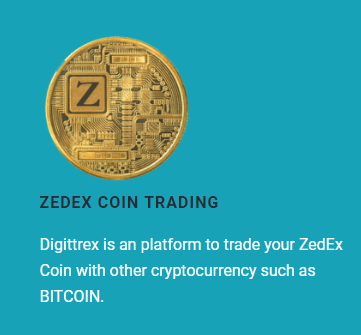 Z
ZEDEX COIN TRADING
Digittrex is an platform to trade your ZedEx
Coin with other cryptocurrency such as
BITCOIN.